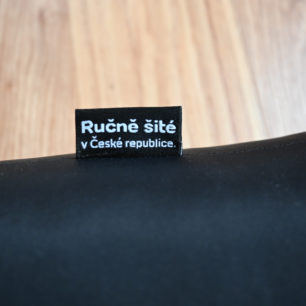 Ručně šité
v České republice.